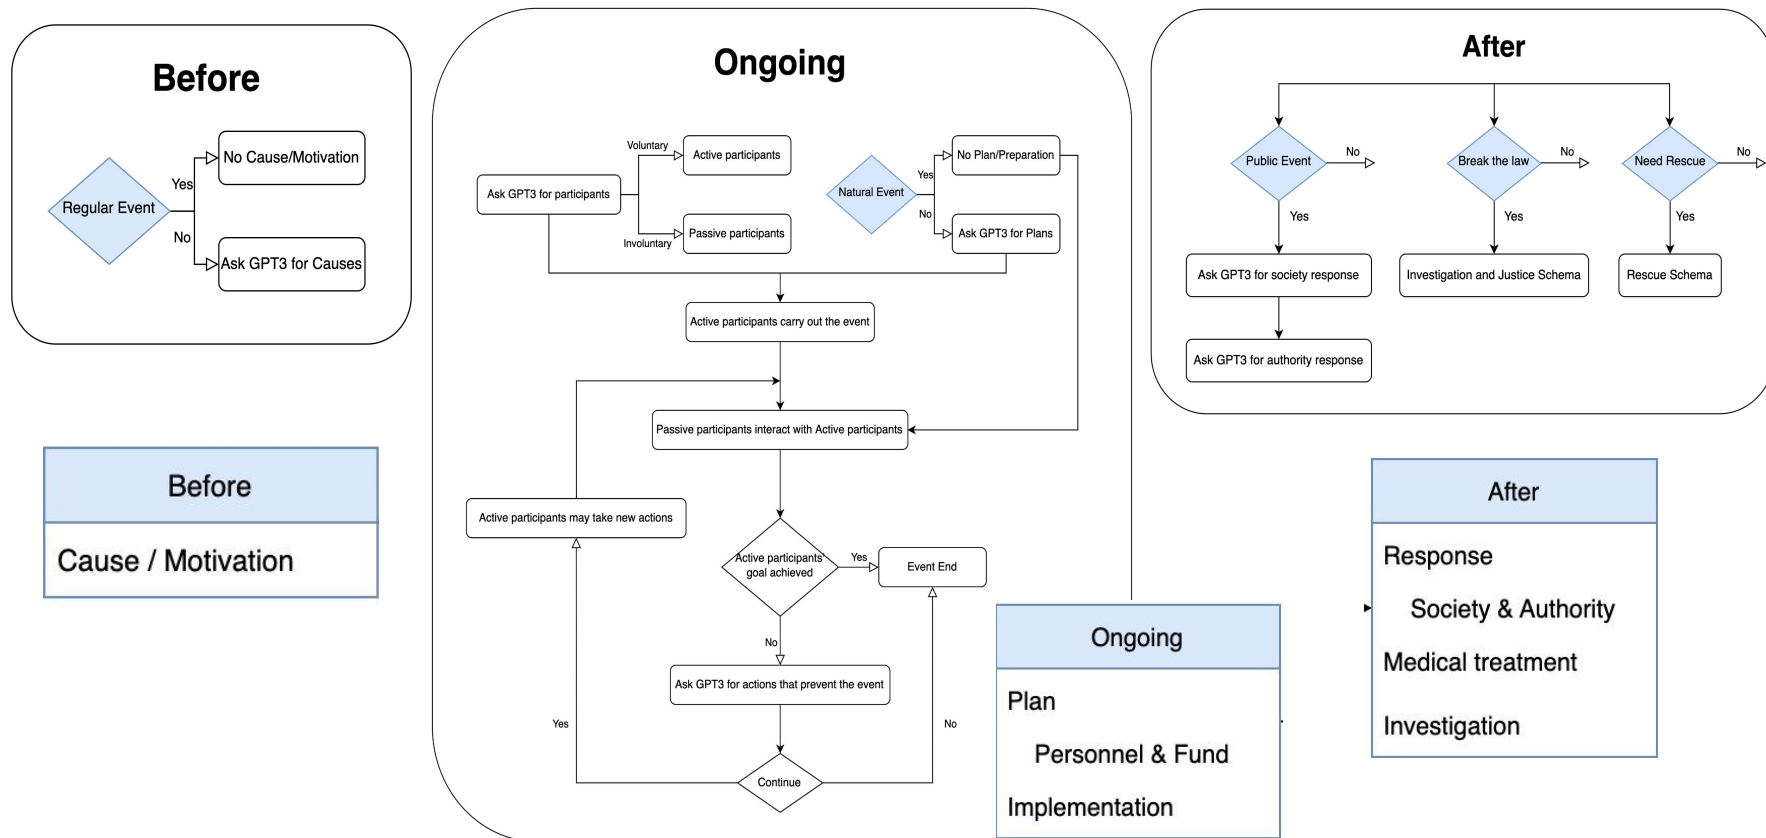 Before
Regular Event
Yes
No
No Cause/Motivation
Ask GPT3 for Causes
Before
Cause / Motivation
Ongoing
Ask GPT3 for participants
Voluntary
Involuntary
Active participants
Passive participants
Natural Event
Yes
No
No Plan/Preparation
Ask GPT3 for Plans
Active participants carry out the event
Passive participants interact with Active participants
Active participants may take new actions
Active participants'
goal achieved
Yes
Event End
No
Ask GPT3 for actions that prevent the event
Yes
No
Continue
Ongoing
Plan
Personnel & Fund
Implementation
After
Public Event
No
Break the law
No
Need Rescue
No
Yes
Yes
Yes
Ask GPT3 for society response
Investigation and Justice Schema
Rescue Schema
Ask GPT3 for authority response
After
Response
Society & Authority
Medical treatment
Investigation